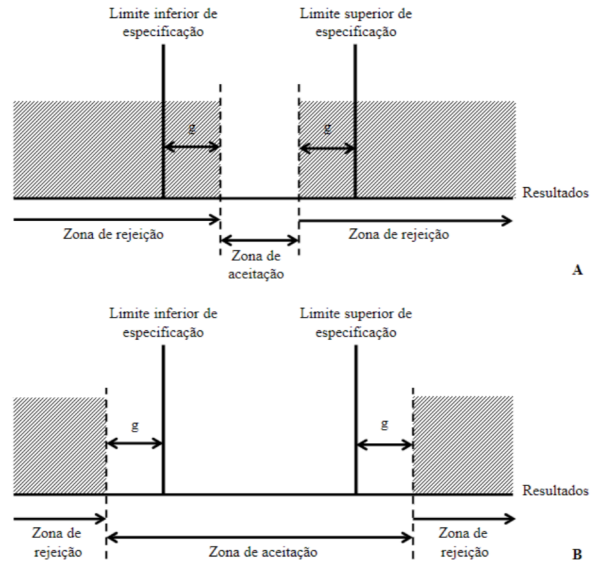 Limite inferior de
especificação
Limite superior de
especificação
g
g
Resultados
Zona de rejeição
Zona de rejeição
Zona de
aceitação
A
Limite inferior de
especificação
Limite superior de
especificação
g
g
Resultados
Zona de
rejeição
Zona de aceitação
Zona de
rejeição
B